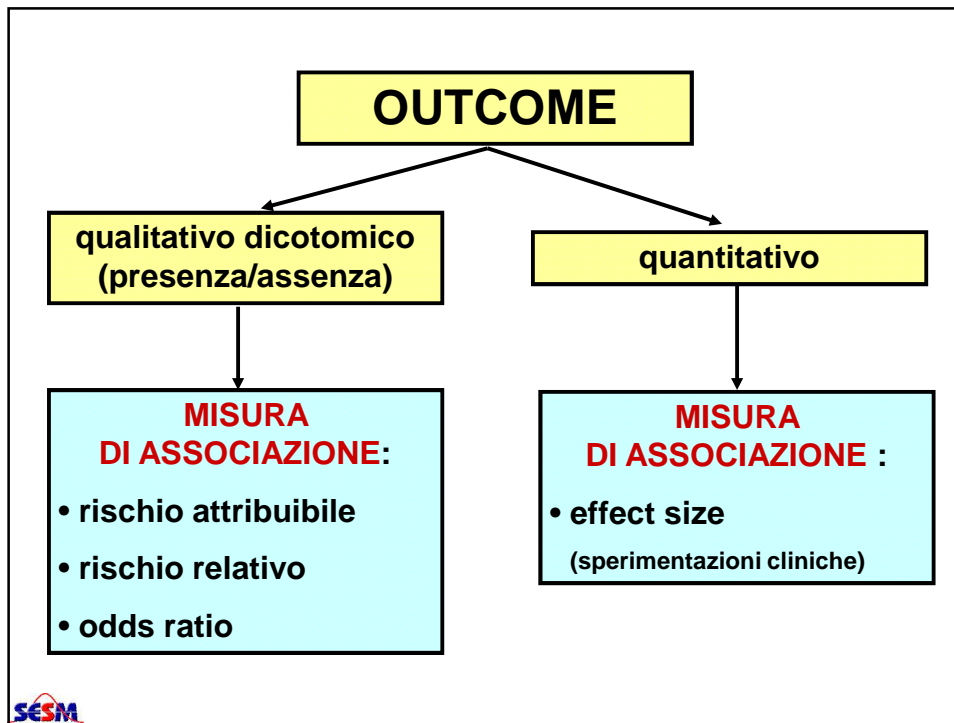 OUTCOME
qualitativo dicotomico
(presenza/assenza)
quantitativo
MISURA
DI ASSOCIAZIONE:
• rischio attribuibile
• rischio relativo
• odds ratio
MISURA
DI ASSOCIAZIONE :
• effect size
(sperimentazioni cliniche)
SESM